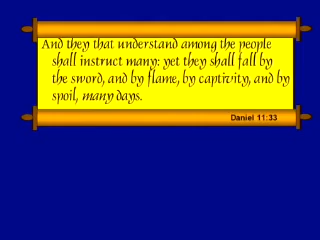 And they that understand among the people
shall instruct many: yet they shall fall by
the sword, and by flame, by captivity, and by
spoil, many days.
Daniel 11:33